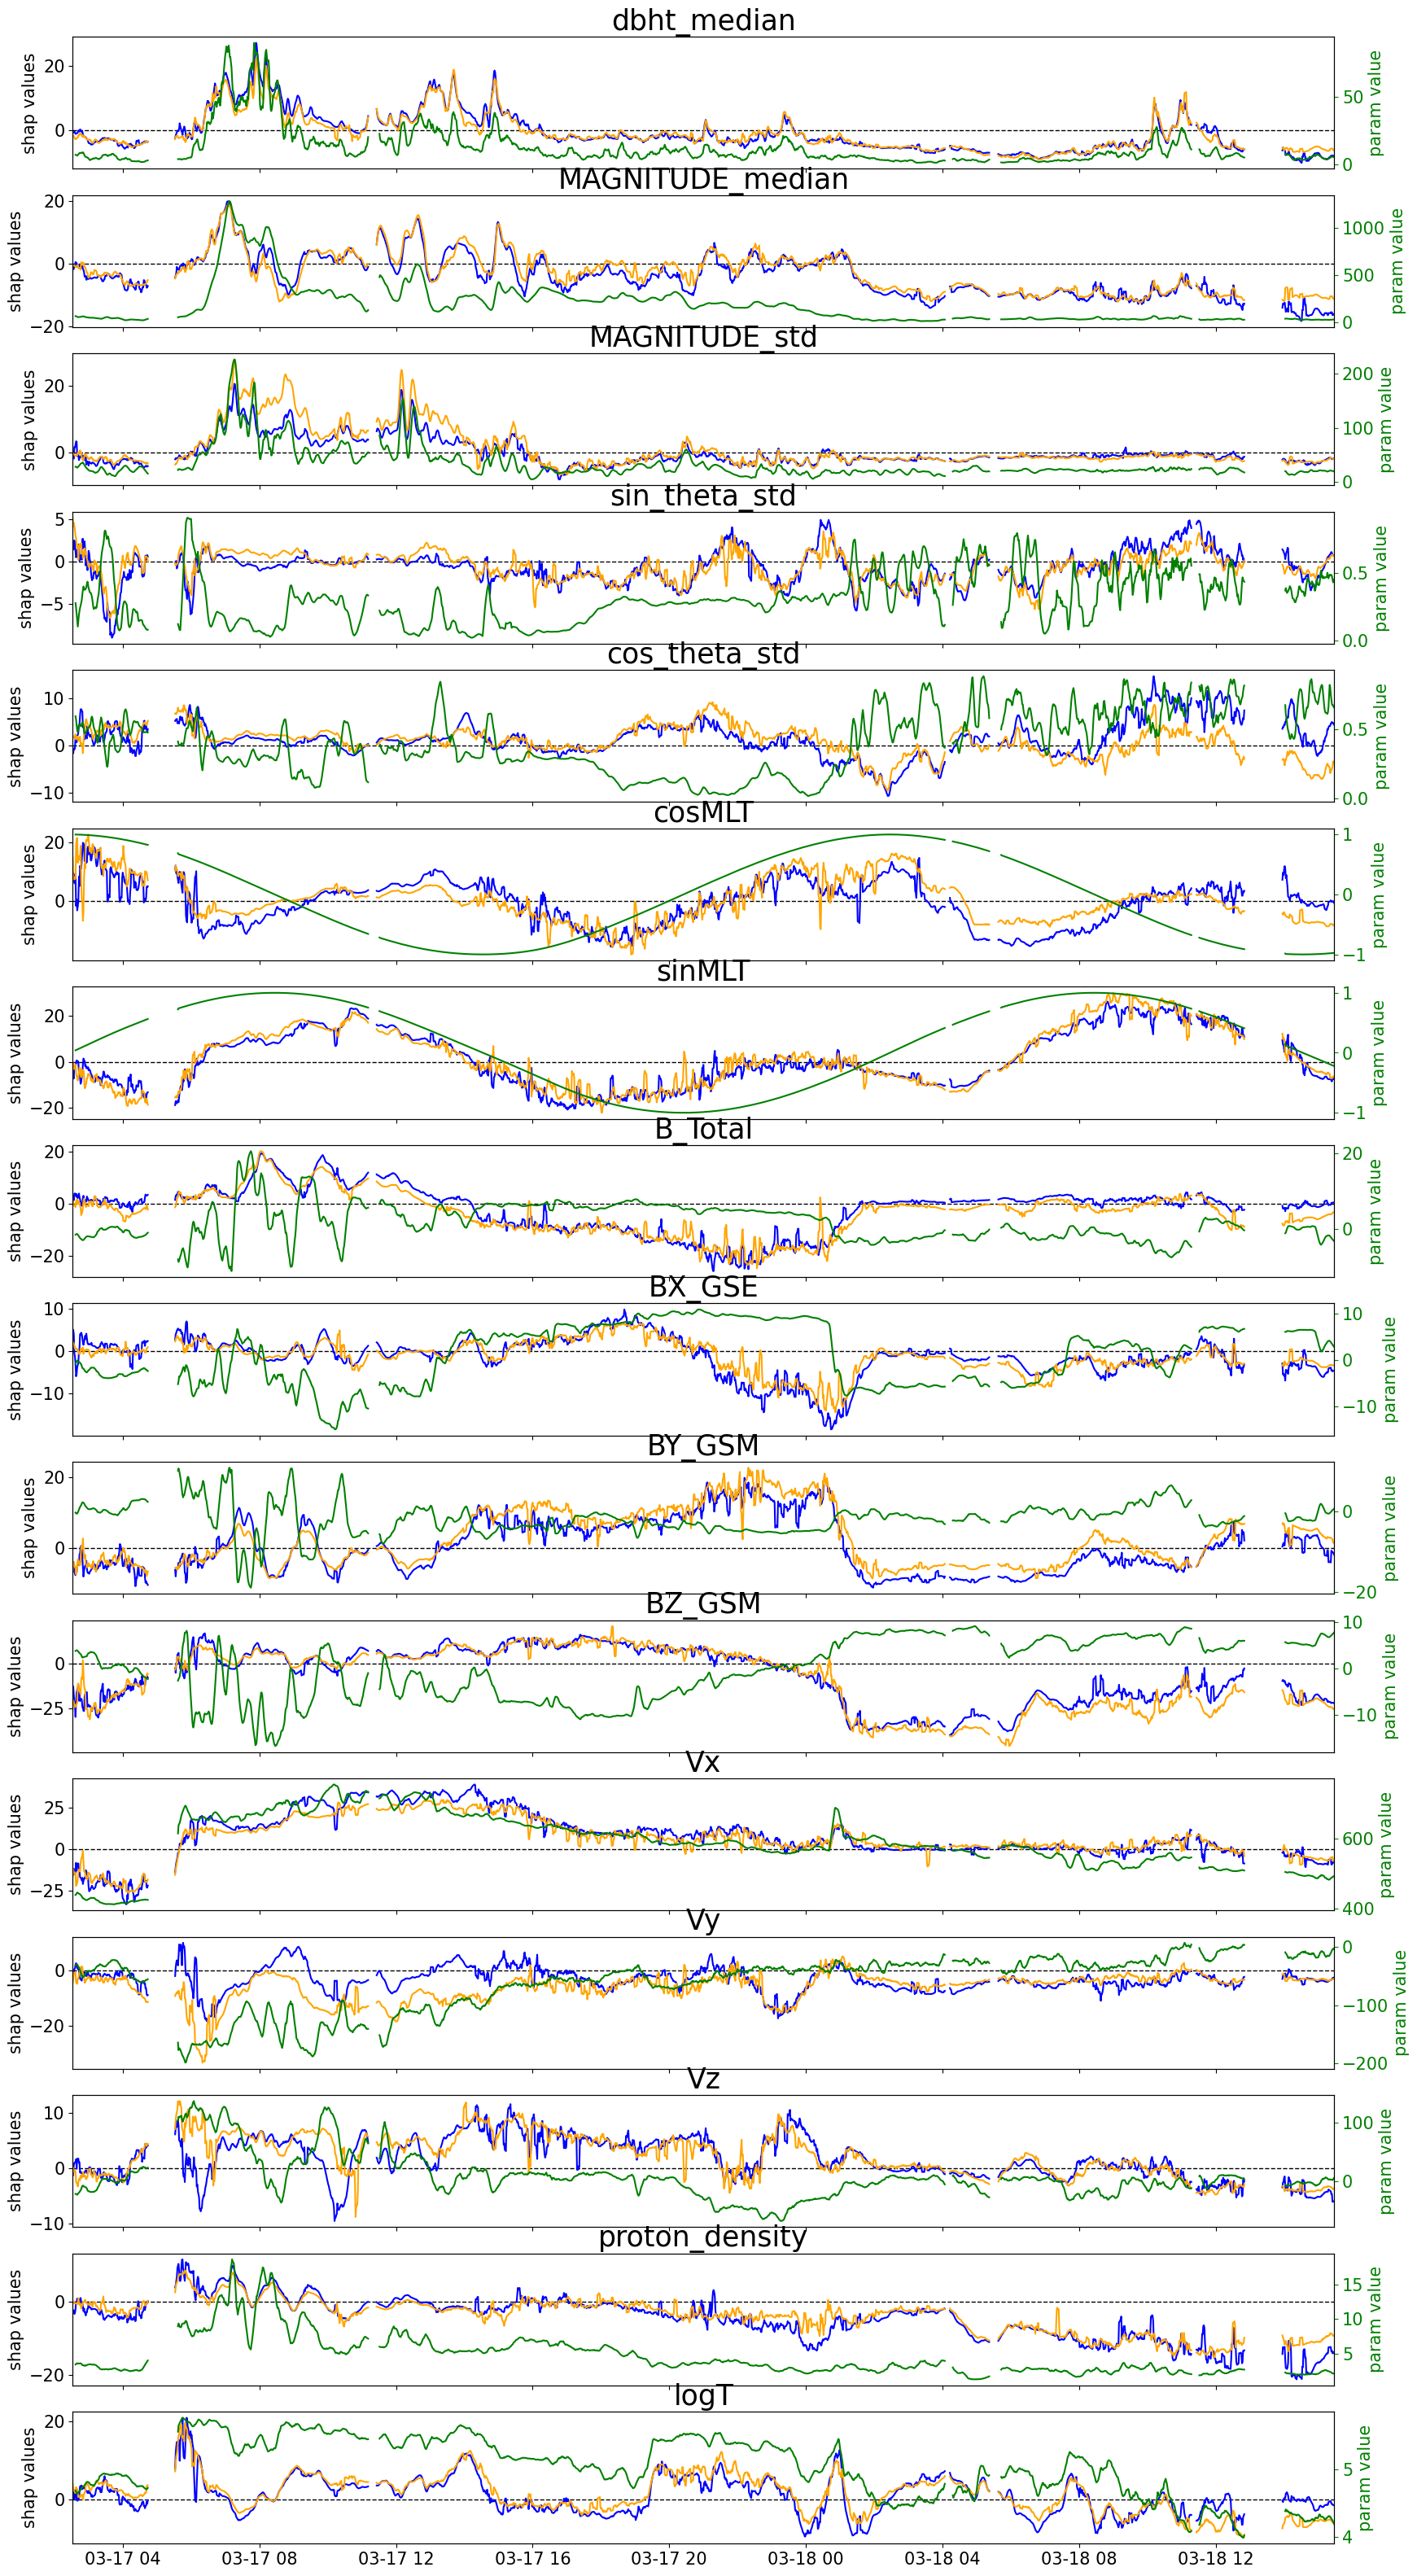 dbht_median
shap values
20
0
50
0
param value
MAGNITUDE_median
shap values
20
0
−20
1000
500
0
param value
MAGNITUDE_std
shap values
20
0
200
100
0
param value
sin_theta_std
shap values
5
0
−5
0.5
0.0
param value
cos_theta_std
shap values
10
0
−10
0.5
0.0
param value
cosMLT
shap values
20
0
1
0
−1
param value
sinMLT
shap values
20
0
−20
1
0
−1
param value
B_Total
shap values
20
0
−20
20
0
param value
BX_GSE
shap values
10
0
−10
10
0
−10
param value
BY_GSM
shap values
20
0
0
−20
param value
BZ_GSM
shap values
0
−25
10
0
−10
param value
Vx
shap values
25
0
−25
600
400
param value
Vy
shap values
0
−20
0
−100
−200
param value
Vz
shap values
10
0
−10
100
0
param value
proton_density
shap values
0
−20
15
10
5
param value
logT
shap values
20
0
5
4
param value
03-17 04 03-17 08 03-17 12 03-17 16 03-17 20 03-18 00 03-18 04 03-18 08 03-18 12